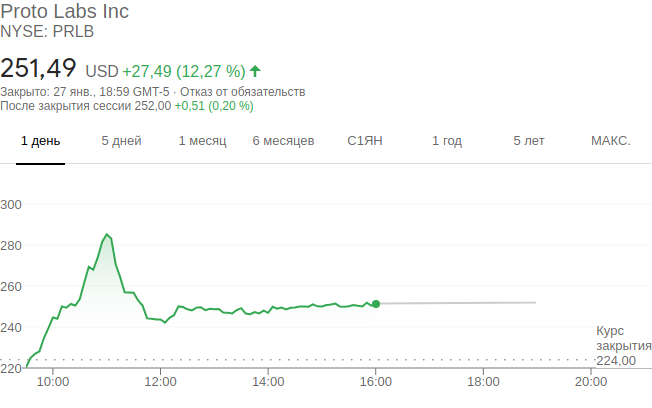 Proto Labs Inc
NYSE: PRLB
251,49 USD +27,49 (12,27 %)
Закрыто: 27 янв., 18:59 GMT-5 · Отказ от обязательств
После закрытия сессии 252,00 +0,51 (0,20 %)
1 день 5 дней 1 месяц 6 месяцев С1ЯН 1 год 5 лет МАКС.
300
280
260
240
Курс
закрытия
224,00
220
10:00 12:00 14:00 16:00 18:00 20:00